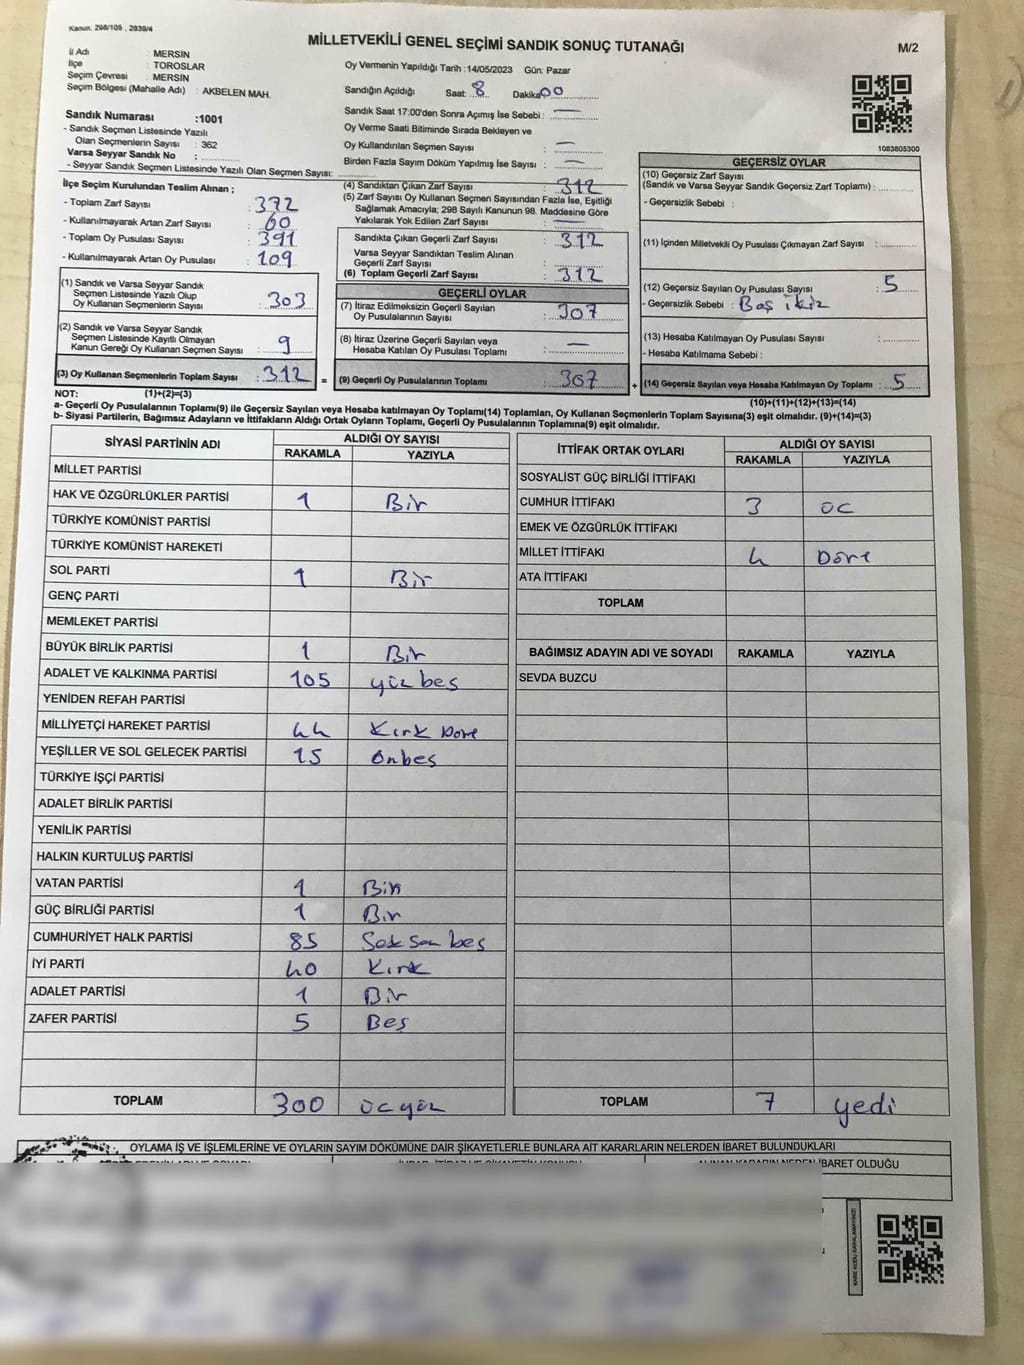 Kanun, 298/105 , 2839/4
MİLLETVEKİLİ GENEL SEÇİMİ SANDIK SONUÇ TUTANAĞI
M/2
İl Adı : MERSİN
İlçe : TOROSLAR
Seçim Çevresi : MERSİN
Seçim Bölgesi (Mahalle Adı) : AKBELEN MAH.
Oy Vermenin Yapıldığı Tarih :14/05/2023 Gün: Pazar
Sandığın Açıldığı Saat: 8 Dakika: 00
Sandık Saat 17:00'den Sonra Açımış İse Sebebi : —
Oy Verme Saati Bitiminde Sırada Bekleyen ve
Oy Kullandırılan Seçmen Sayısı : —
Birden Fazla Sayım Döküm Yapılmış İse Sayısı : —
1083805300
Sandık Numarası :1001
- Sandık Seçmen Listesinde Yazılı
Olan Seçmenlerin Sayısı : 362
Varsa Seyyar Sandık No :
- Seyyar Sandık Seçmen Listesinde Yazılı Olan Seçmen Sayısı:
İlçe Seçim Kurulundan Teslim Alınan ;
- Toplam Zarf Sayısı : 372
- Kullanılmayarak Artan Zarf Sayısı : 60
- Toplam Oy Pusulası Sayısı : 391
- Kullanılmayarak Artan Oy Pusulası : 109
(1) Sandık ve Varsa Seyyar Sandık
Seçmen Listesinde Yazılı Olup
Oy Kullanan Seçmenlerin Sayısı : 303
(2) Sandık ve Varsa Seyyar Sandık
Seçmen Listesinde Kayıtlı Olmayan
Kanun Gereği Oy Kullanan Seçmen Sayısı : 9
(3) Oy Kullanan Seçmenlerin Toplam Sayısı : 312 =
(4) Sandıktan Çıkan Zarf Sayısı : 312
(5) Zarf Sayısı Oy Kullanan Seçmen Sayısından Fazla İse, Eşitliği
Sağlamak Amacıyla; 298 Sayılı Kanunun 98. Maddesine Göre
Yakılarak Yok Edilen Zarf Sayısı : —
Sandıkta Çıkan Geçerli Zarf Sayısı : 312
Varsa Seyyar Sandıktan Teslim Alınan
Geçerli Zarf Sayısı :
(6) Toplam Geçerli Zarf Sayısı : 312
GEÇERLİ OYLAR
(7) İtiraz Edilmeksizin Geçerli Sayılan
Oy Pusulalarının Sayısı : 307
(8) İtiraz Üzerine Geçerli Sayılan veya
Hesaba Katılan Oy Pusulası Toplamı : —
(9) Geçerli Oy Pusulalarının Toplamı : 307 +
GEÇERSİZ OYLAR
(10) Geçersiz Zarf Sayısı
(Sandık ve Varsa Seyyar Sandık Geçersiz Zarf Toplamı) :
- Geçersizlik Sebebi :
(11) İçinden Milletvekili Oy Pusulası Çıkmayan Zarf Sayısı :
(12) Geçersiz Sayılan Oy Pusulası Sayısı : 5
- Geçersizlik Sebebi : Baş ikiz
(13) Hesaba Katılmayan Oy Pusulası Sayısı :
- Hesaba Katılmama Sebebi :
(14) Geçersiz Sayılan veya Hesaba Katılmayan Oy Toplamı : 5
NOT: (1)+(2)=(3)
(10)+(11)+(12)+(13)=(14)
a- Geçerli Oy Pusulalarının Toplamı(9) ile Geçersiz Sayılan veya Hesaba katılmayan Oy Toplamı(14) Toplamları, Oy Kullanan Seçmenlerin Toplam Sayısına(3) eşit olmalıdır. (9)+(14)=(3)
b- Siyasi Partilerin, Bağımsız Adayların ve İttifakların Aldığı Ortak Oyların Toplamı, Geçerli Oy Pusulalarının Toplamına(9) eşit olmalıdır.
SİYASİ PARTİNİN ADI
ALDIĞI OY SAYISI
RAKAMLA YAZIYLA
MİLLET PARTİSİ
HAK VE ÖZGÜRLÜKLER PARTİSİ 1 Bir
TÜRKİYE KOMÜNİST PARTİSİ
TÜRKİYE KOMÜNİST HAREKETİ
SOL PARTİ 1 Bir
GENÇ PARTİ
MEMLEKET PARTİSİ
BÜYÜK BİRLİK PARTİSİ 1 Bir
ADALET VE KALKINMA PARTİSİ 105 yüz beş
YENİDEN REFAH PARTİSİ
MİLLİYETÇİ HAREKET PARTİSİ 44 Kırk Dört
YEŞİLLER VE SOL GELECEK PARTİSİ 15 Onbeş
TÜRKİYE İŞÇİ PARTİSİ
ADALET BİRLİK PARTİSİ
YENİLİK PARTİSİ
HALKIN KURTULUŞ PARTİSİ
VATAN PARTİSİ 1 Bir
GÜÇ BİRLİĞİ PARTİSİ 1 Bir
CUMHURİYET HALK PARTİSİ 85 Seksen beş
İYİ PARTİ 40 Kırk
ADALET PARTİSİ 1 Bir
ZAFER PARTİSİ 5 Beş
TOPLAM 300 üçyüz
İTTİFAK ORTAK OYLARI
ALDIĞI OY SAYISI
RAKAMLA YAZIYLA
SOSYALİST GÜÇ BİRLİĞİ İTTİFAKI
CUMHUR İTTİFAKI 3 üç
EMEK VE ÖZGÜRLÜK İTTİFAKI
MİLLET İTTİFAKI 4 Dört
ATA İTTİFAKI
TOPLAM
BAĞIMSIZ ADAYIN ADI VE SOYADI RAKAMLA YAZIYLA
SEVDA BUZCU
TOPLAM 7 yedi
OYLAMA İŞ VE İŞLEMLERİNE VE OYLARIN SAYIM DÖKÜMÜNE DAİR ŞİKAYETLERLE BUNLARA AİT KARARLARIN NELERDEN İBARET BULUNDUKLARI
İBARET OLDUĞU